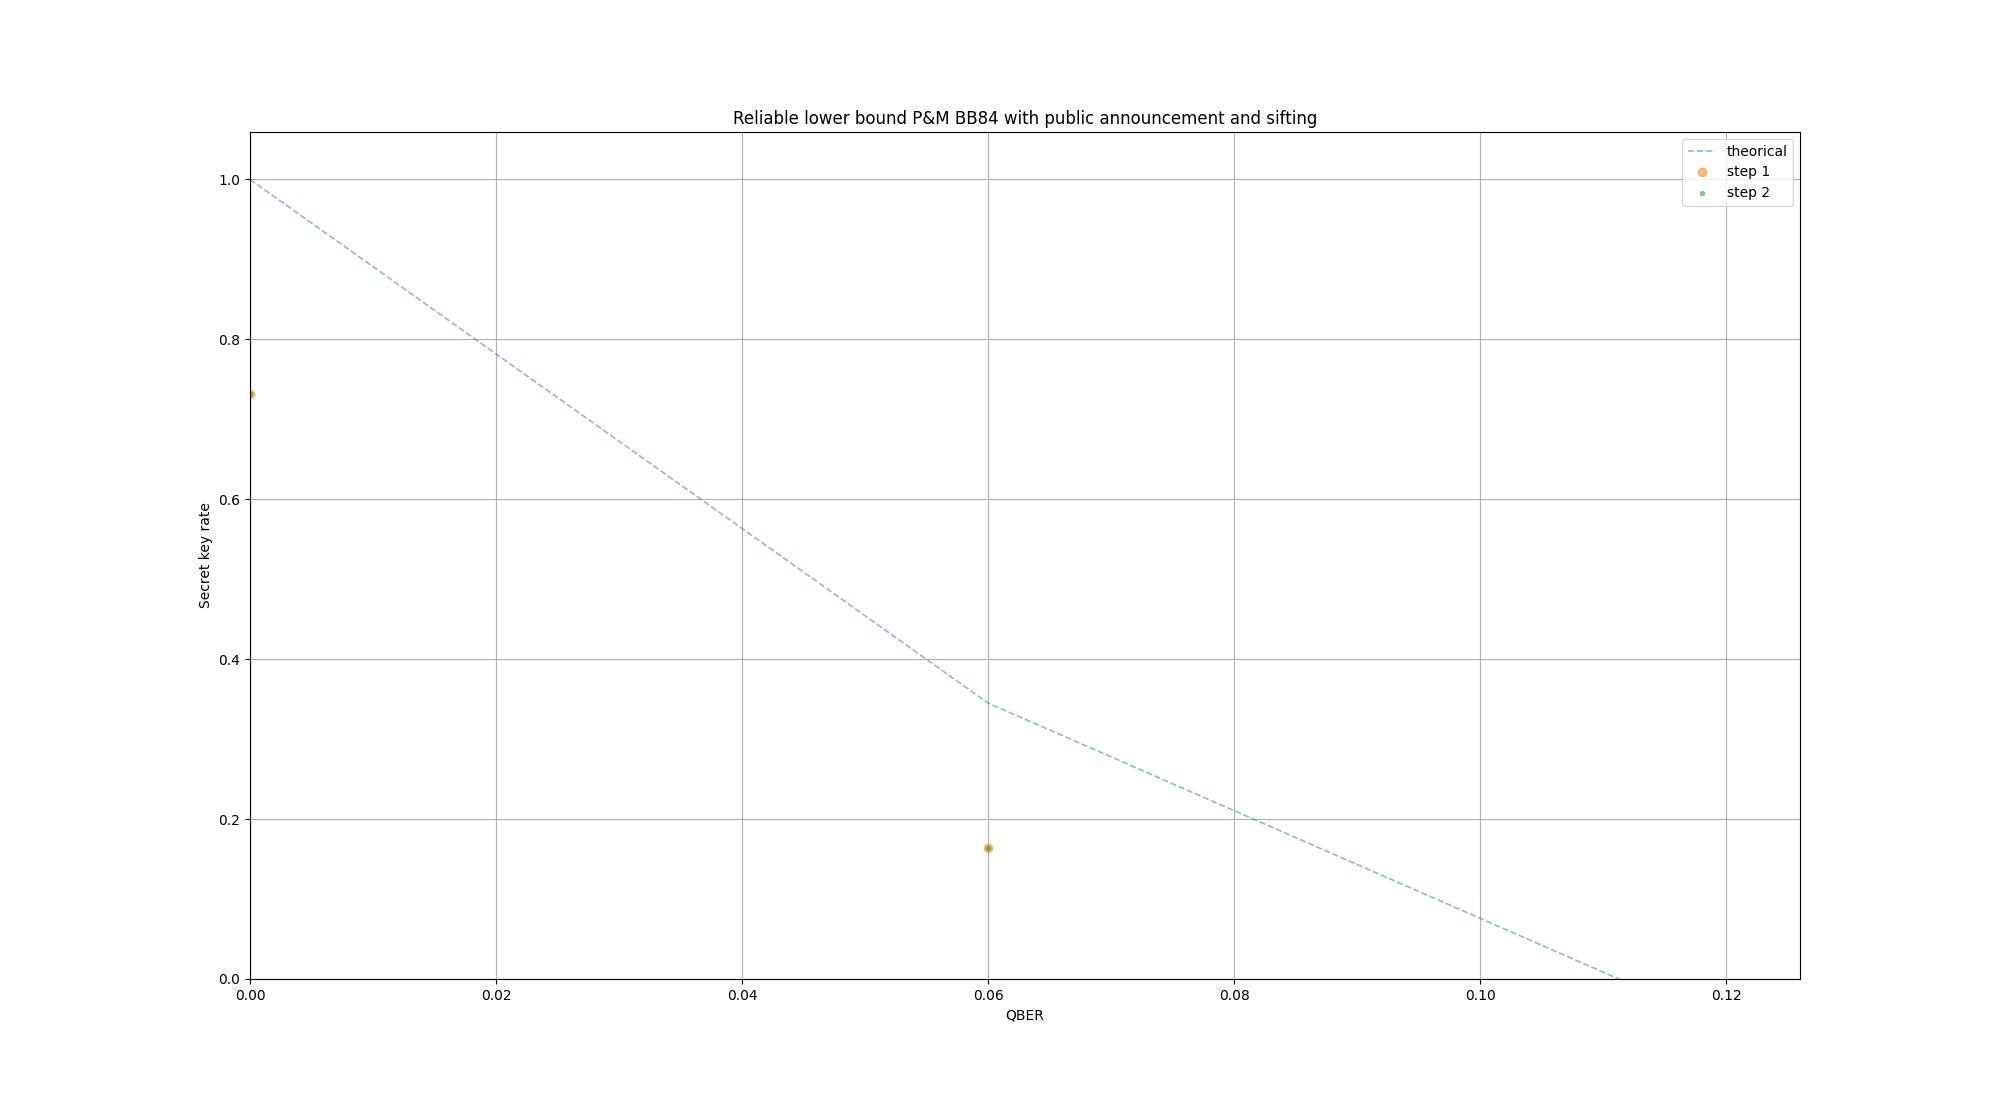 Reliable lower bound P&M BB84 with public announcement and sifting
theorical
step 1
step 2
1.0
0.8
0.6
0.4
0.2
0.0
Secret key rate
0.00 0.02 0.04 0.06 0.08 0.10 0.12
QBER